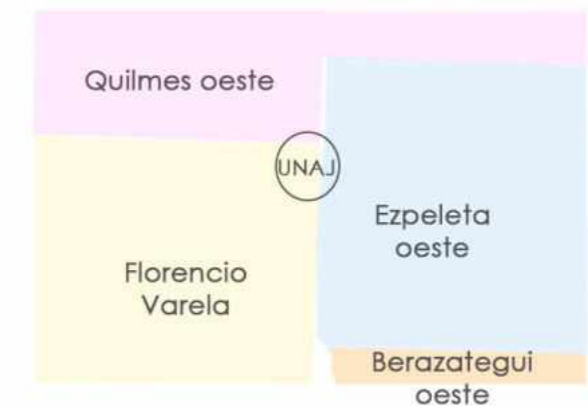 Quilmes oeste
UNAJ
Ezpeleta
oeste
Florencio
Varela
Berazategui
oeste